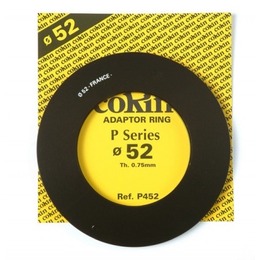 ø 52
Ø 52 · FRANCE ·
cokin
ADAPTOR RING
P Series
ø 52
Th. 0.75mm
Ref. P452